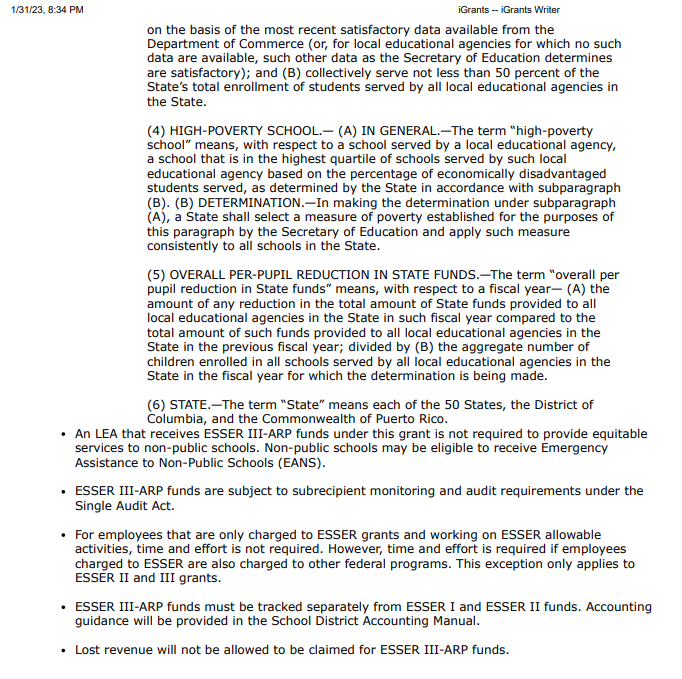 1/31/23, 8:34 PM iGrants -- iGrants Writer
on the basis of the most recent satisfactory data available from the
Department of Commerce (or, for local educational agencies for which no such
data are available, such other data as the Secretary of Education determines
are satisfactory); and (B) collectively serve not less than 50 percent of the
State’s total enrollment of students served by all local educational agencies in
the State.
(4) HIGH-POVERTY SCHOOL.— (A) IN GENERAL.—The term “high-poverty
school” means, with respect to a school served by a local educational agency,
a school that is in the highest quartile of schools served by such local
educational agency based on the percentage of economically disadvantaged
students served, as determined by the State in accordance with subparagraph
(B). (B) DETERMINATION.—In making the determination under subparagraph
(A), a State shall select a measure of poverty established for the purposes of
this paragraph by the Secretary of Education and apply such measure
consistently to all schools in the State.
(5) OVERALL PER-PUPIL REDUCTION IN STATE FUNDS.—The term “overall per
pupil reduction in State funds” means, with respect to a fiscal year— (A) the
amount of any reduction in the total amount of State funds provided to all
local educational agencies in the State in such fiscal year compared to the
total amount of such funds provided to all local educational agencies in the
State in the previous fiscal year; divided by (B) the aggregate number of
children enrolled in all schools served by all local educational agencies in the
State in the fiscal year for which the determination is being made.
(6) STATE.—The term “State” means each of the 50 States, the District of
Columbia, and the Commonwealth of Puerto Rico.
• An LEA that receives ESSER III-ARP funds under this grant is not required to provide equitable
services to non-public schools. Non-public schools may be eligible to receive Emergency
Assistance to Non-Public Schools (EANS).
• ESSER III-ARP funds are subject to subrecipient monitoring and audit requirements under the
Single Audit Act.
• For employees that are only charged to ESSER grants and working on ESSER allowable
activities, time and effort is not required. However, time and effort is required if employees
charged to ESSER are also charged to other federal programs. This exception only applies to
ESSER II and III grants.
• ESSER III-ARP funds must be tracked separately from ESSER I and ESSER II funds. Accounting
guidance will be provided in the School District Accounting Manual.
• Lost revenue will not be allowed to be claimed for ESSER III-ARP funds.